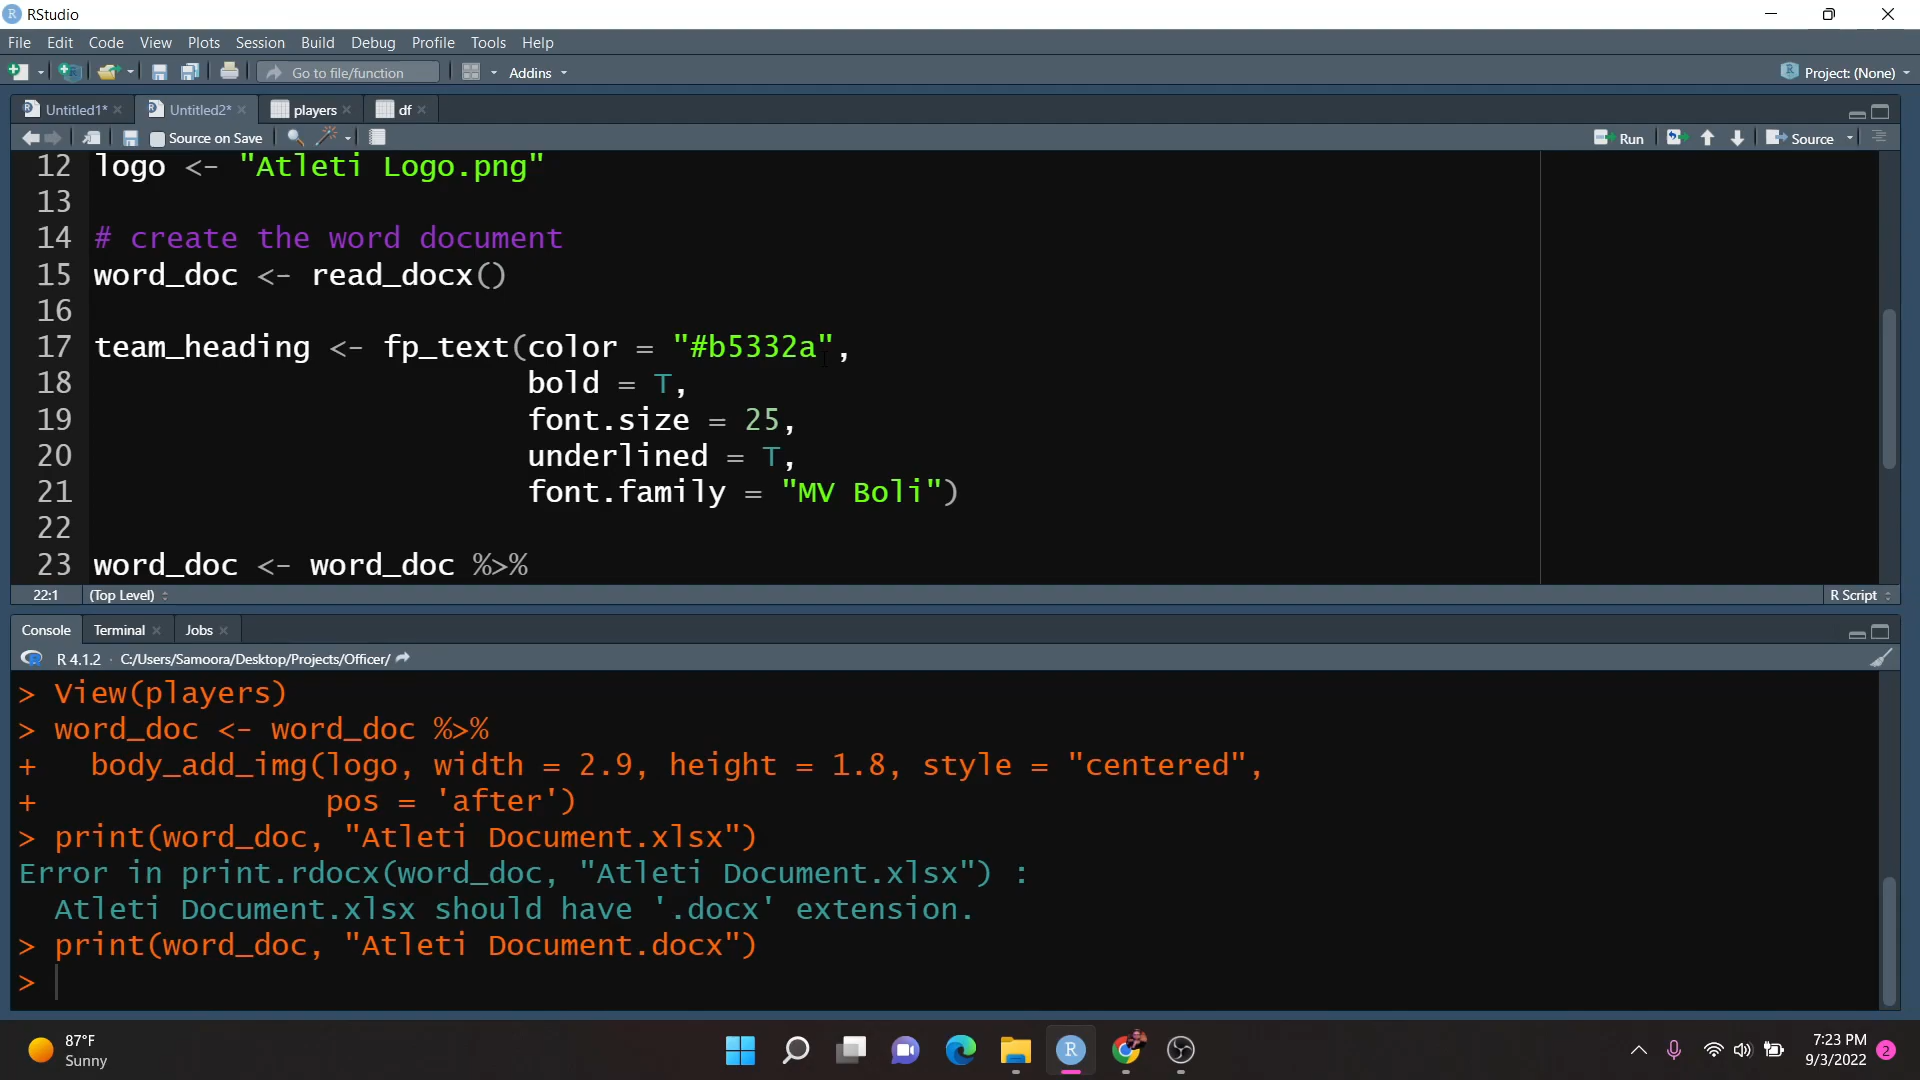 RStudio
File Edit Code View Plots Session Build Debug Profile Tools Help
Go to file/function Addins Project: (None)
Untitled1* Untitled2* players df
Source on Save Run Source
12 logo <- "Atleti Logo.png"
13
14 # create the word document
15 word_doc <- read_docx()
16
17 team_heading <- fp_text(color = "#b5332a",
18 bold = T,
19 font.size = 25,
20 underlined = T,
21 font.family = "MV Boli")
22
23 word_doc <- word_doc %>%
22:1 (Top Level) R Script
Console Terminal Jobs
R 4.1.2 · C:/Users/Samoora/Desktop/Projects/Officer/
> View(players)
> word_doc <- word_doc %>%
+ body_add_img(logo, width = 2.9, height = 1.8, style = "centered",
+ pos = 'after')
> print(word_doc, "Atleti Document.xlsx")
Error in print.rdocx(word_doc, "Atleti Document.xlsx") :
Atleti Document.xlsx should have '.docx' extension.
> print(word_doc, "Atleti Document.docx")
>
87°F
Sunny
7:23 PM
9/3/2022
2